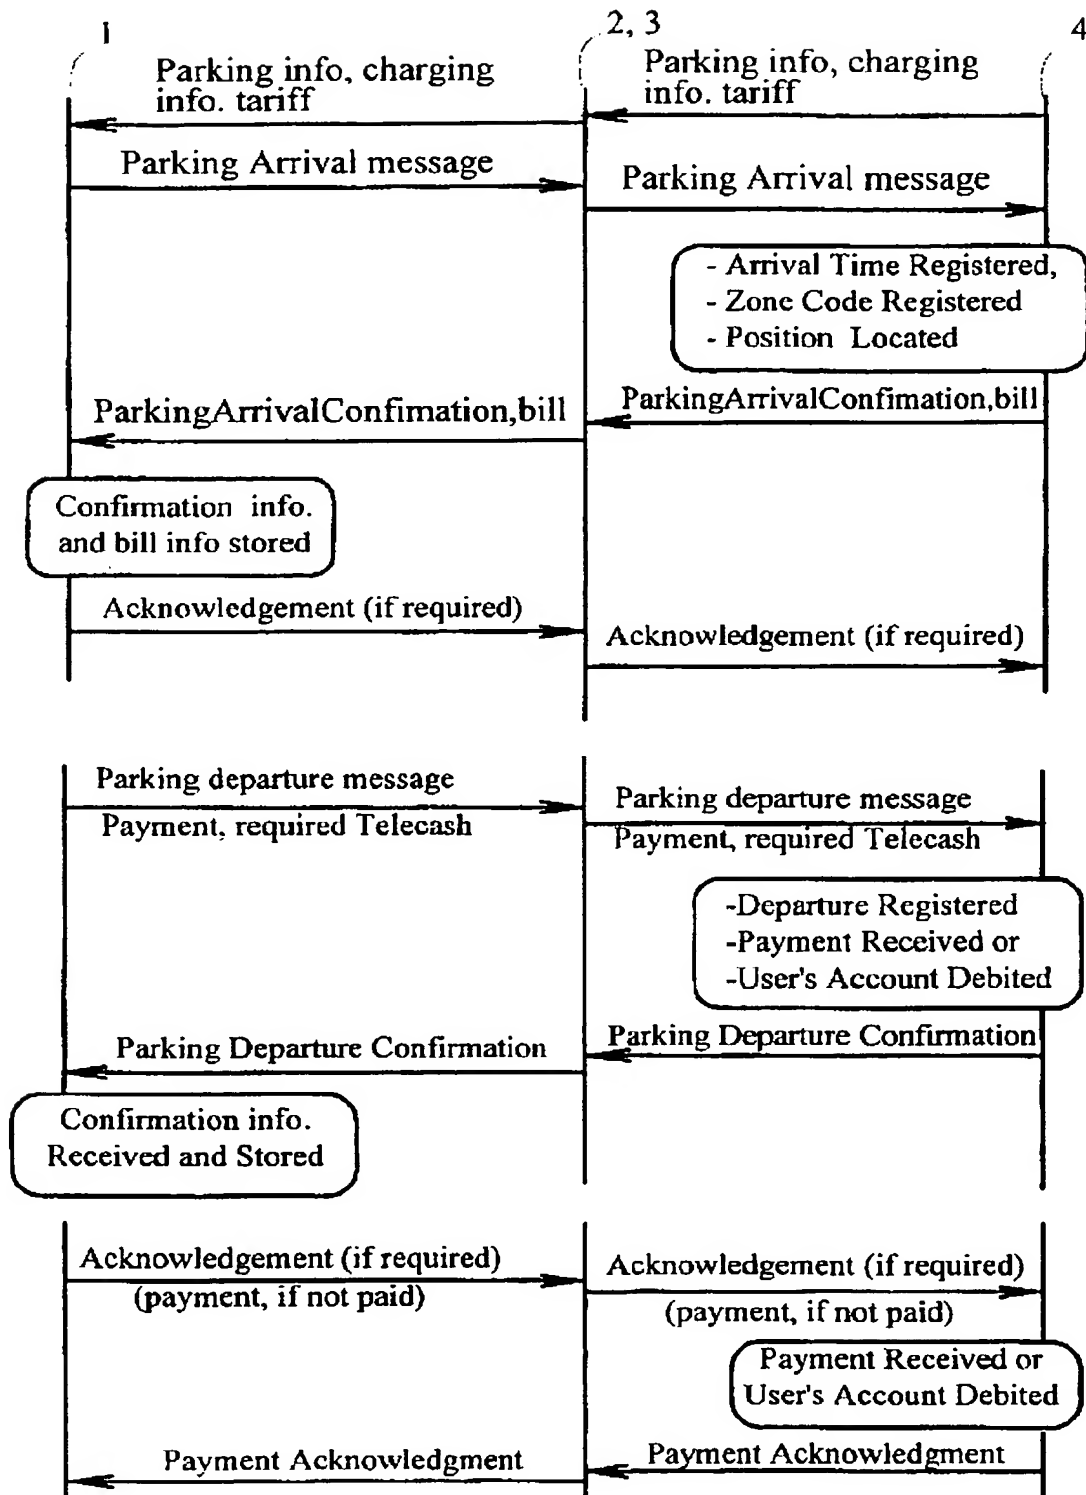 1
2, 3
4
Parking info, charging
info. tariff
Parking info, charging
info. tariff
Parking Arrival message
Parking Arrival message
- Arrival Time Registered,
- Zone Code Registered
- Position Located
ParkingArrivalConfimation,bill
ParkingArrivalConfimation,bill
Confirmation info.
and bill info stored
Acknowledgement (if required)
Acknowledgement (if required)
Parking departure message
Payment, required Telecash
Parking departure message
Payment, required Telecash
-Departure Registered
-Payment Received or
-User's Account Debited
Parking Departure Confirmation
Parking Departure Confirmation
Confirmation info.
Received and Stored
Acknowledgement (if required)
(payment, if not paid)
Acknowledgement (if required)
(payment, if not paid)
Payment Received or
User's Account Debited
Payment Acknowledgment
Payment Acknowledgment